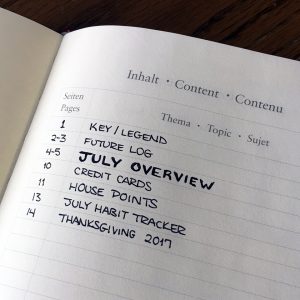 Inhalt · Content · Contenu
Seiten
Pages
Thema · Topic · Sujet
1 KEY/LEGEND
2-3 FUTURE LOG
4-5 JULY OVERVIEW
10 CREDIT CARDS
11 HOUSE POINTS
13 JULY HABIT TRACKER
14 THANKSGIVING 2017